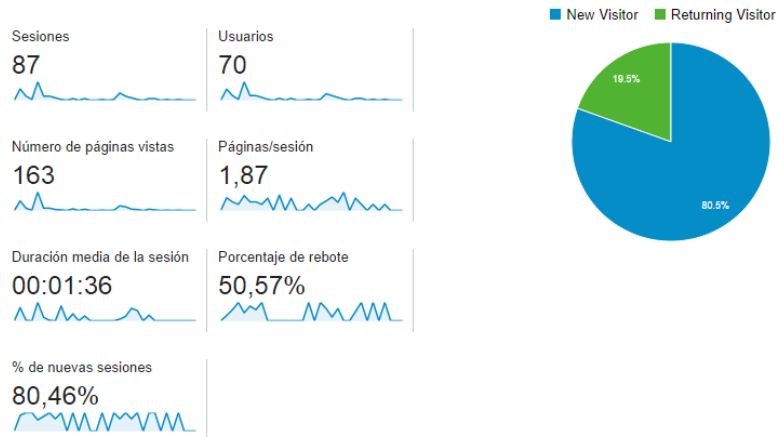 New Visitor Returning Visitor
Sesiones
87
Usuarios
70
Número de páginas vistas
163
Páginas/sesión
1,87
Duración media de la sesión
00:01:36
Porcentaje de rebote
50,57%
% de nuevas sesiones
80,46%
19.5%
80.5%